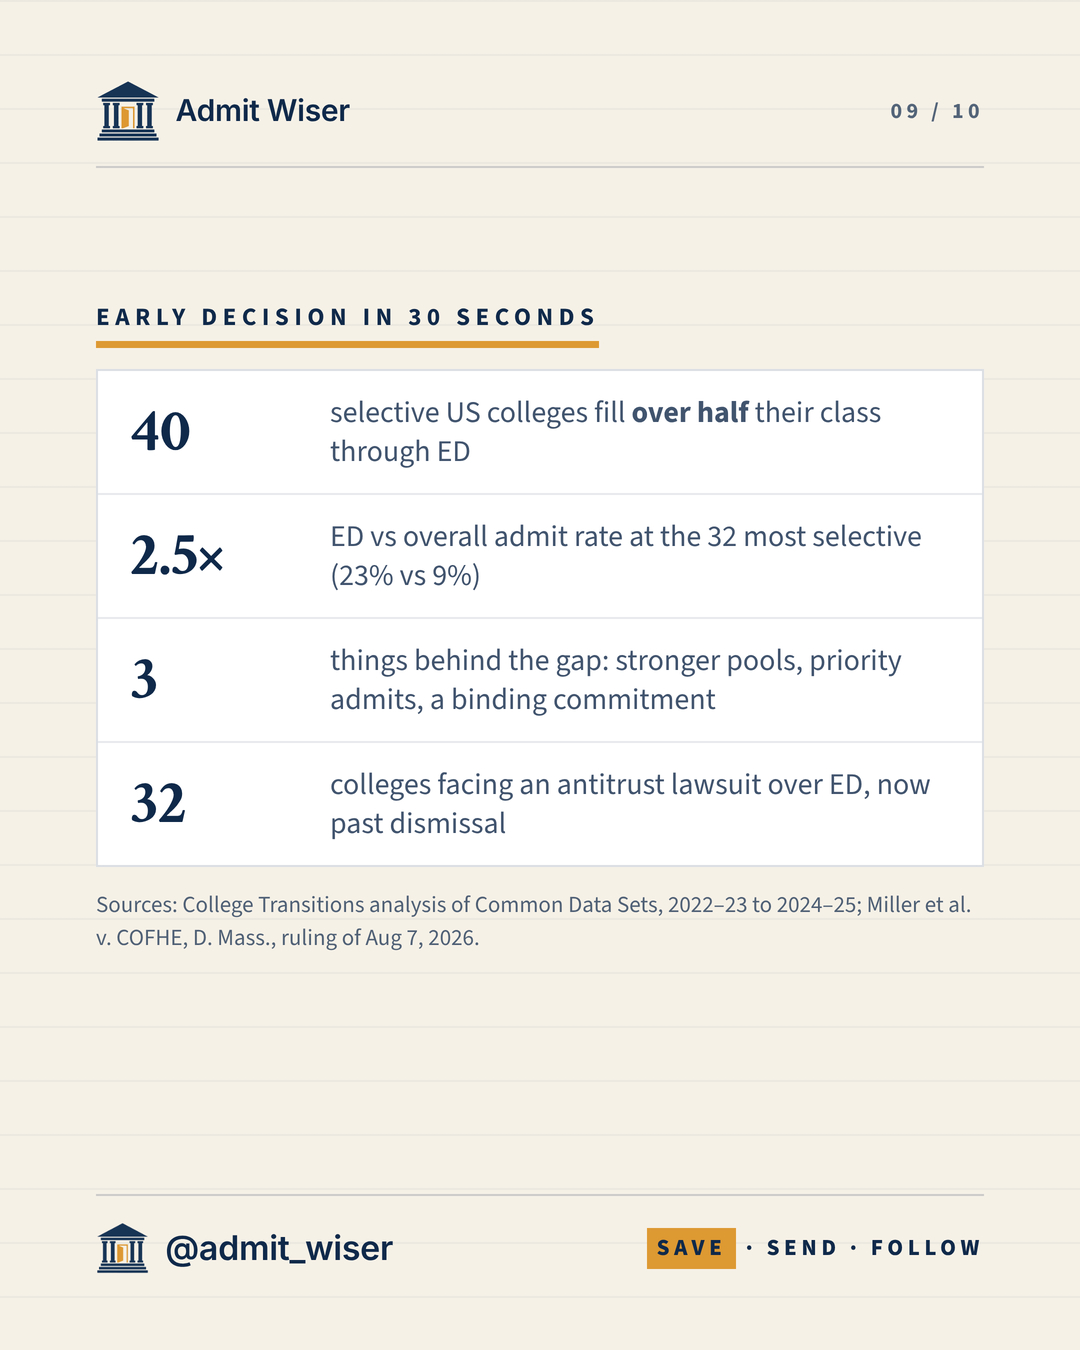 Admit Wiser
09 / 10
EARLY DECISION IN 30 SECONDS
40
selective US colleges fill over half their class
through ED
2.5×
ED vs overall admit rate at the 32 most selective
(23% vs 9%)
3
things behind the gap: stronger pools, priority
admits, a binding commitment
32
colleges facing an antitrust lawsuit over ED, now
past dismissal
Sources: College Transitions analysis of Common Data Sets, 2022–23 to 2024–25; Miller et al.
v. COFHE, D. Mass., ruling of Aug 7, 2026.
@admit_wiser
SAVE · SEND · FOLLOW